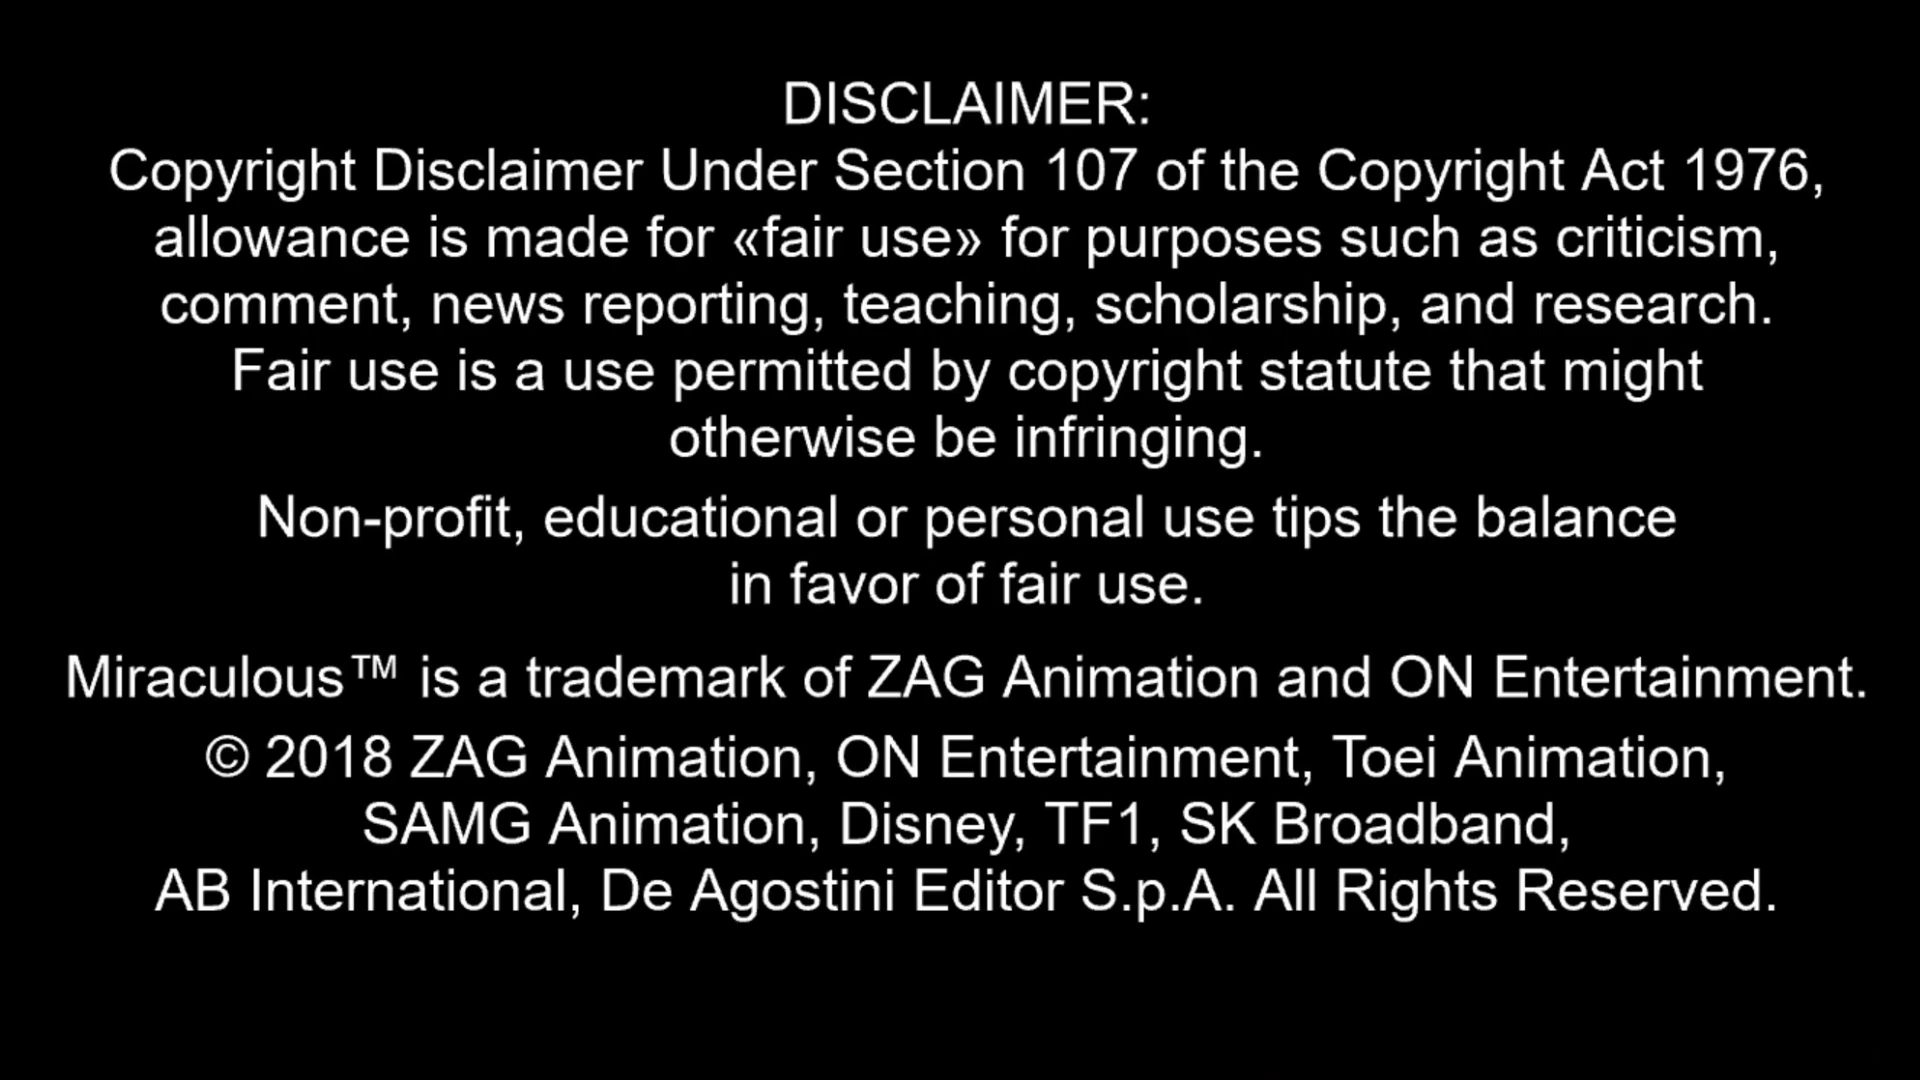 DISCLAIMER:
Copyright Disclaimer Under Section 107 of the Copyright Act 1976,
allowance is made for «fair use» for purposes such as criticism,
comment, news reporting, teaching, scholarship, and research.
Fair use is a use permitted by copyright statute that might
otherwise be infringing.
Non-profit, educational or personal use tips the balance
in favor of fair use.
Miraculous™ is a trademark of ZAG Animation and ON Entertainment.
© 2018 ZAG Animation, ON Entertainment, Toei Animation,
SAMG Animation, Disney, TF1, SK Broadband,
AB International, De Agostini Editor S.p.A. All Rights Reserved.